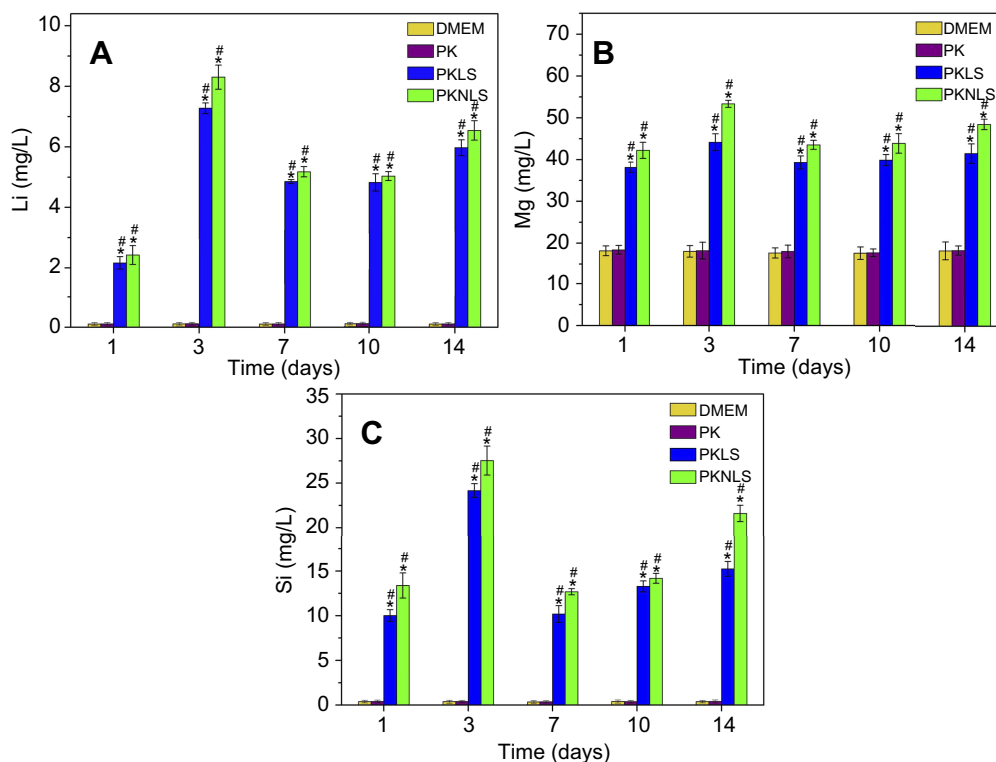 A
DMEM
PK
PKLS
PKNLS
Li (mg/L)
10
8
6
4
2
0
# * # *
# * # *
# * # *
# * # *
# * # *
1 3 7 10 14
Time (days)
B
DMEM
PK
PKLS
PKNLS
Mg (mg/L)
70
60
50
40
30
20
10
0
# * # *
# * # *
# * # *
# * # *
# * # *
1 3 7 10 14
Time (days)
C
DMEM
PK
PKLS
PKNLS
Si (mg/L)
35
30
25
20
15
10
5
0
# * # *
# * # *
# * # *
# * # *
# * # *
1 3 7 10 14
Time (days)